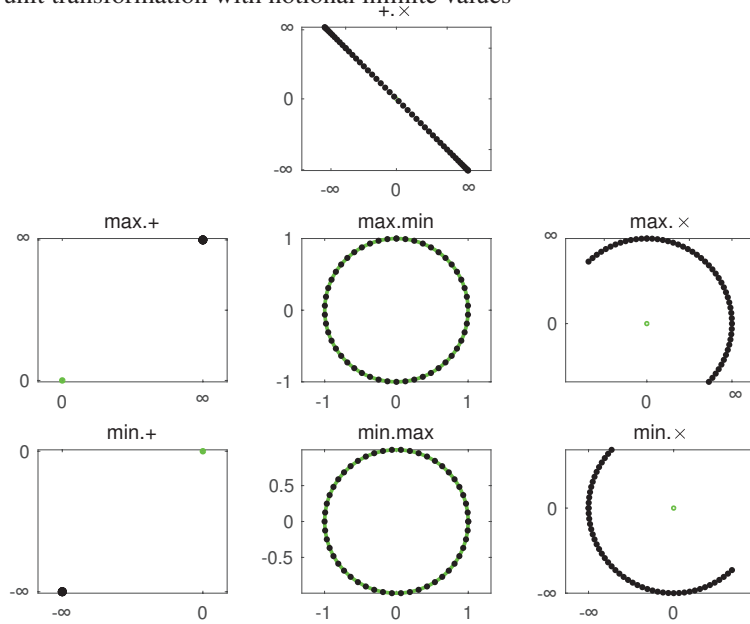 unit transformation with notional infinite values
+.×
∞
0
-∞
-∞ 0 ∞
max.+
max.min
max.×
∞
0
0 ∞
1
0
-1
-1 0 1
∞
0
0 ∞
min.+
min.max
min.×
0
-∞
-∞ 0
0.5
0
-0.5
-1 0 1
0
-∞
-∞ 0